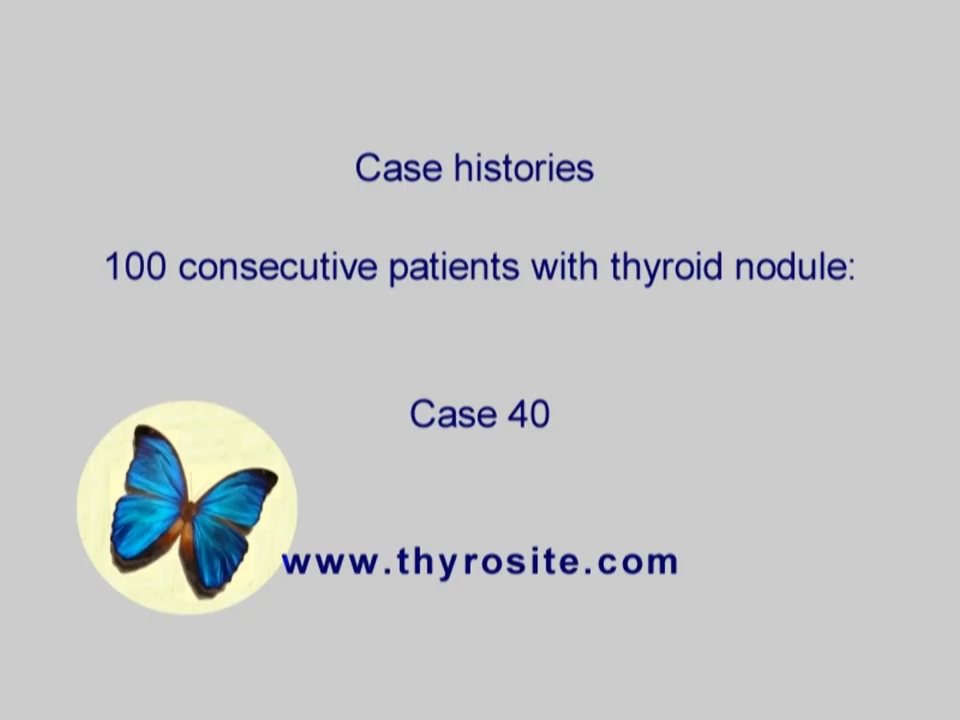 Case histories
100 consecutive patients with thyroid nodule:
Case 40
www.thyrosite.com